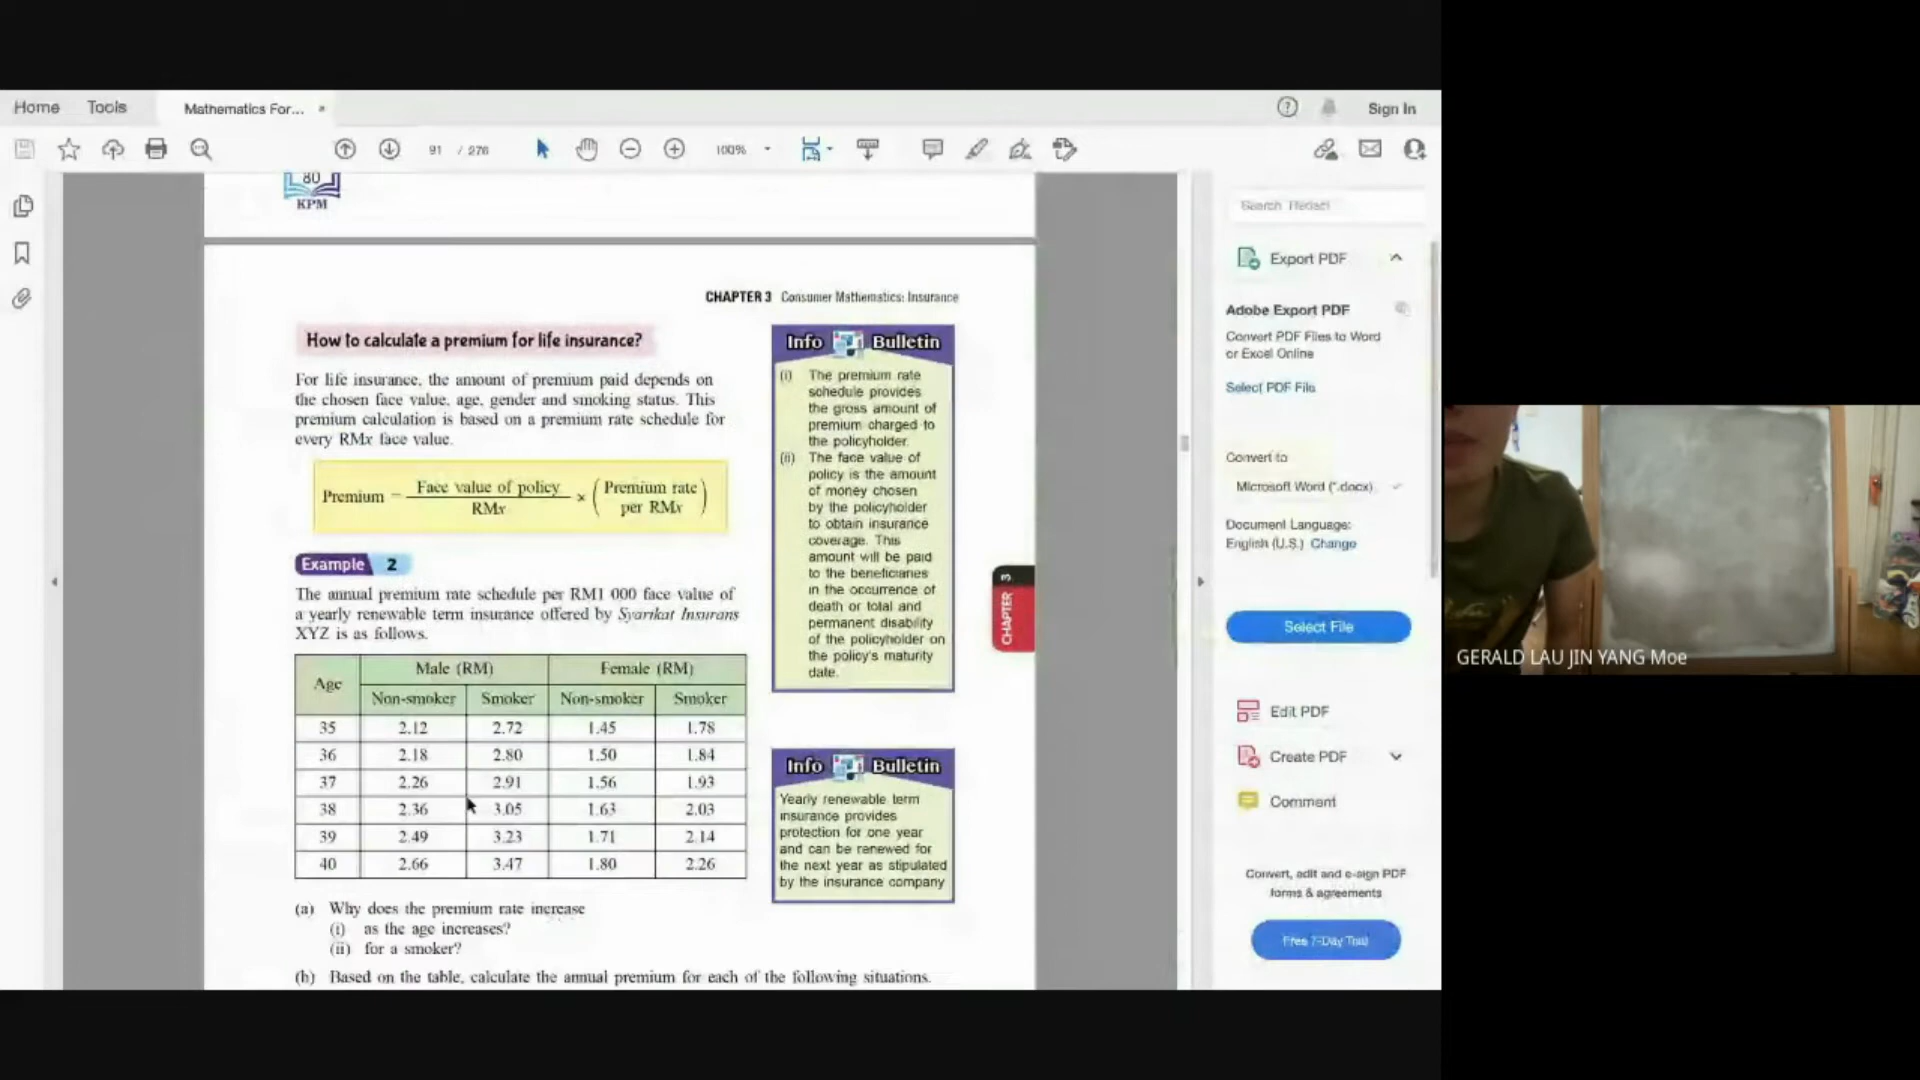 Home Tools Mathematics For... Sign In
91 / 276 100%
80
KPM
CHAPTER 3 Consumer Mathematics: Insurance
How to calculate a premium for life insurance?
For life insurance, the amount of premium paid depends on
the chosen face value, age, gender and smoking status. This
premium calculation is based on a premium rate schedule for
every RMx face value.
Premium = Face value of policy / RMx × (Premium rate per RMx)
Example 2
The annual premium rate schedule per RM1 000 face value of
a yearly renewable term insurance offered by Syarikat Insurans
XYZ is as follows.
Age Male (RM) Female (RM)
Non-smoker Smoker Non-smoker Smoker
35 2.12 2.72 1.45 1.78
36 2.18 2.80 1.50 1.84
37 2.26 2.91 1.56 1.93
38 2.36 3.05 1.63 2.03
39 2.49 3.23 1.71 2.14
40 2.66 3.47 1.80 2.26
(a) Why does the premium rate increase
(i) as the age increases?
(ii) for a smoker?
(b) Based on the table, calculate the annual premium for each of the following situations.
Info Bulletin
(i) The premium rate
schedule provides
the gross amount of
premium charged to
the policyholder.
(ii) The face value of
policy is the amount
of money chosen
by the policyholder
to obtain insurance
coverage. This
amount will be paid
to the beneficiaries
in the occurrence of
death or total and
permanent disability
of the policyholder on
the policy's maturity
date.
Info Bulletin
Yearly renewable term
insurance provides
protection for one year
and can be renewed for
the next year as stipulated
by the insurance company
CHAPTER 3
Search 'Redact'
Export PDF
Adobe Export PDF
Convert PDF Files to Word
or Excel Online
Select PDF File
Convert to
Microsoft Word (*.docx)
Document Language:
English (U.S.) Change
Select File
Edit PDF
Create PDF
Comment
Convert, edit and e-sign PDF
forms & agreements
Free 7-Day Trial
GERALD LAU JIN YANG Moe